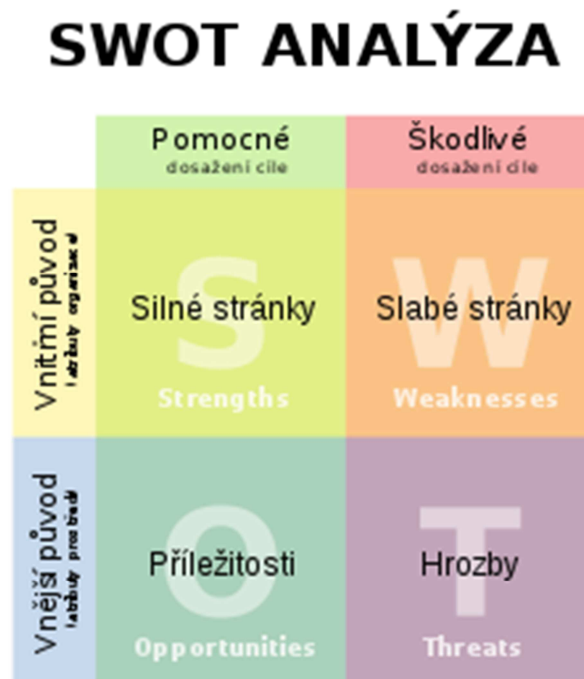 SWOT ANALÝZA
Pomocné
dosažení cíle
Škodlivé
dosažení cíle
Vnitřní původ
S
Silné stránky
Strengths
W
Slabé stránky
Weaknesses
Vnější původ
O
Příležitosti
Opportunities
T
Hrozby
Threats